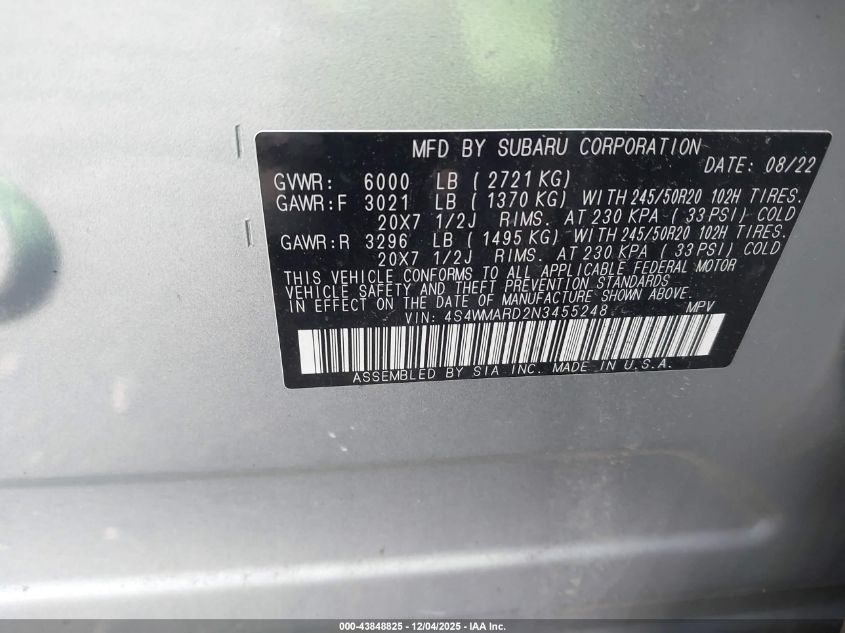 MFD BY SUBARU CORPORATION
DATE: 08/22
GVWR: 6000 LB ( 2721 KG)
GAWR:F 3021 LB ( 1370 KG) WITH 245/50R20 102H TIRES.
20X7 1/2J RIMS. AT 230 KPA ( 33 PSI) COLD
GAWR:R 3296 LB ( 1495 KG) WITH 245/50R20 102H TIRES.
20X7 1/2J RIMS. AT 230 KPA ( 33 PSI) COLD
THIS VEHICLE CONFORMS TO ALL APPLICABLE FEDERAL MOTOR
VEHICLE SAFETY AND THEFT PREVENTION STANDARDS
IN EFFECT ON THE DATE OF MANUFACTURE SHOWN ABOVE.
VIN: 4S4WMARD2N3455248 MPV
ASSEMBLED BY SIA INC. MADE IN U.S.A.
000-43848825 - 12/04/2025 - IAA Inc.